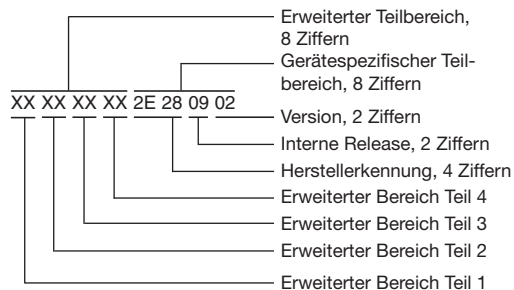 Erweiterter Teilbereich,
8 Ziffern
Gerätespezifischer Teil-
bereich, 8 Ziffern
XX XX XX XX 2E 28 09 02
Version, 2 Ziffern
Interne Release, 2 Ziffern
Herstellerkennung, 4 Ziffern
Erweiterter Bereich Teil 4
Erweiterter Bereich Teil 3
Erweiterter Bereich Teil 2
Erweiterter Bereich Teil 1